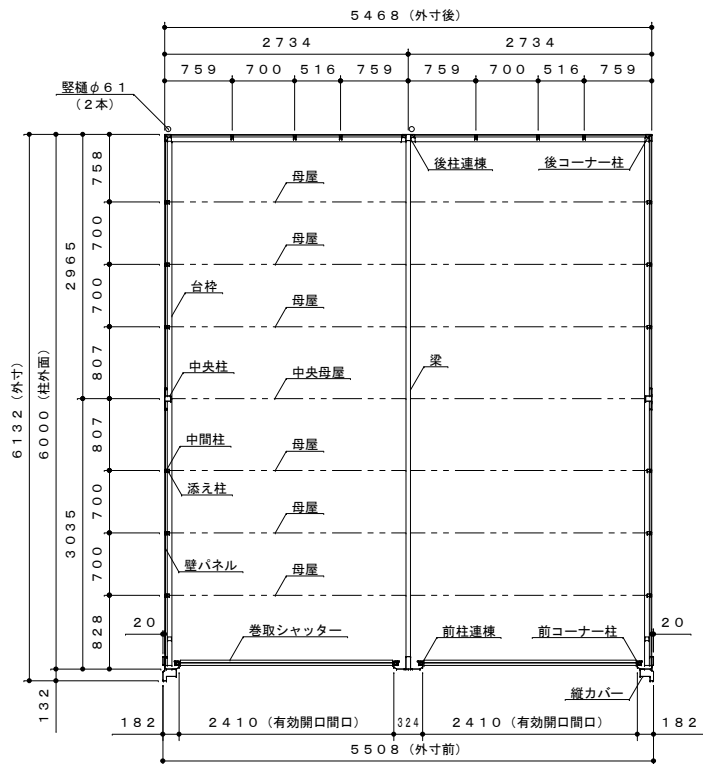 5468（外寸後）
2734 2734
759 700 516 759 759 700 516 759
竪樋φ61
（2本）
後柱連棟 後コーナー柱
758
母屋
700
母屋
2965
台枠
700
母屋
807
中央柱 中央母屋 梁
6132（外寸）
6000（柱外面）
807
中間柱 母屋
添え柱
700
母屋
3035
壁パネル
700
母屋
828
20 巻取シャッター 前柱連棟 前コーナー柱 20
132
縦カバー
182 2410（有効開口間口） 324 2410（有効開口間口） 182
5508（外寸前）